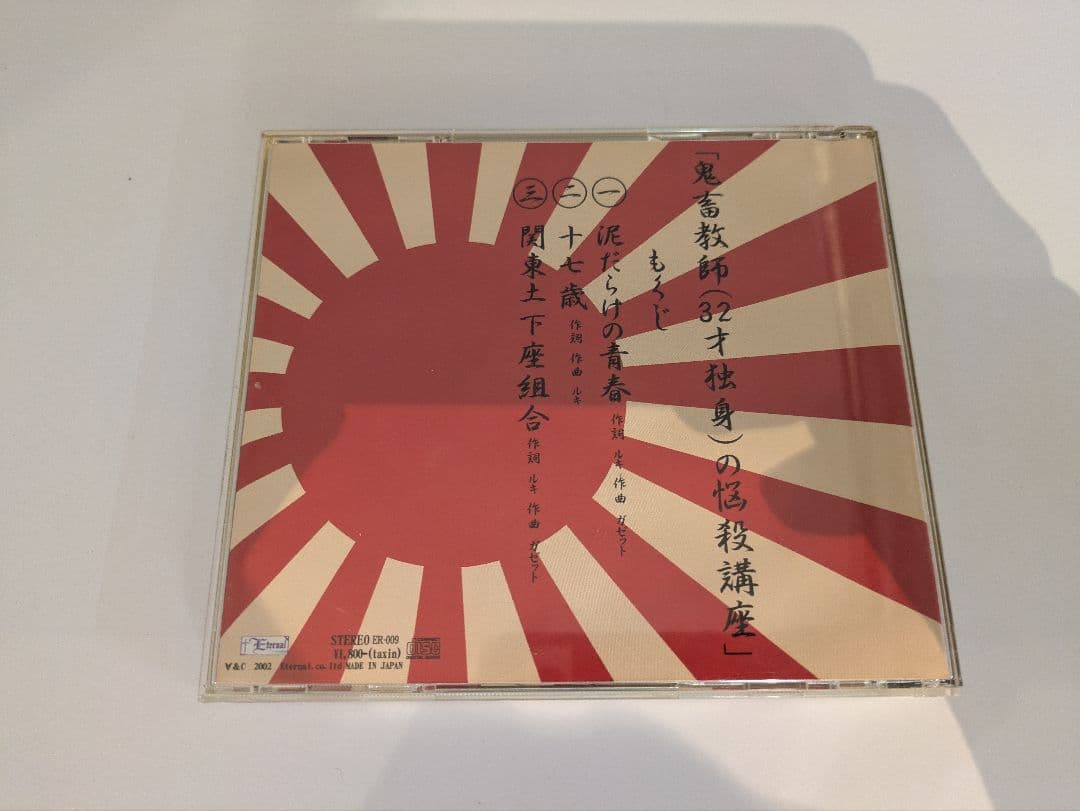 「鬼畜教師(32才独身)の悩殺講座」
もくじ
一 泥だらけの青春 作詞 ルキ 作曲 ガゼット
二 十七歳 作詞 作曲 ルキ
三 関東土下座組合 作詞 ルキ 作曲 ガゼット
Eternal
STEREO ER-009
¥1,800-(taxin)
∀&C 2002 Eternal.co.ltd MADE IN JAPAN
disc